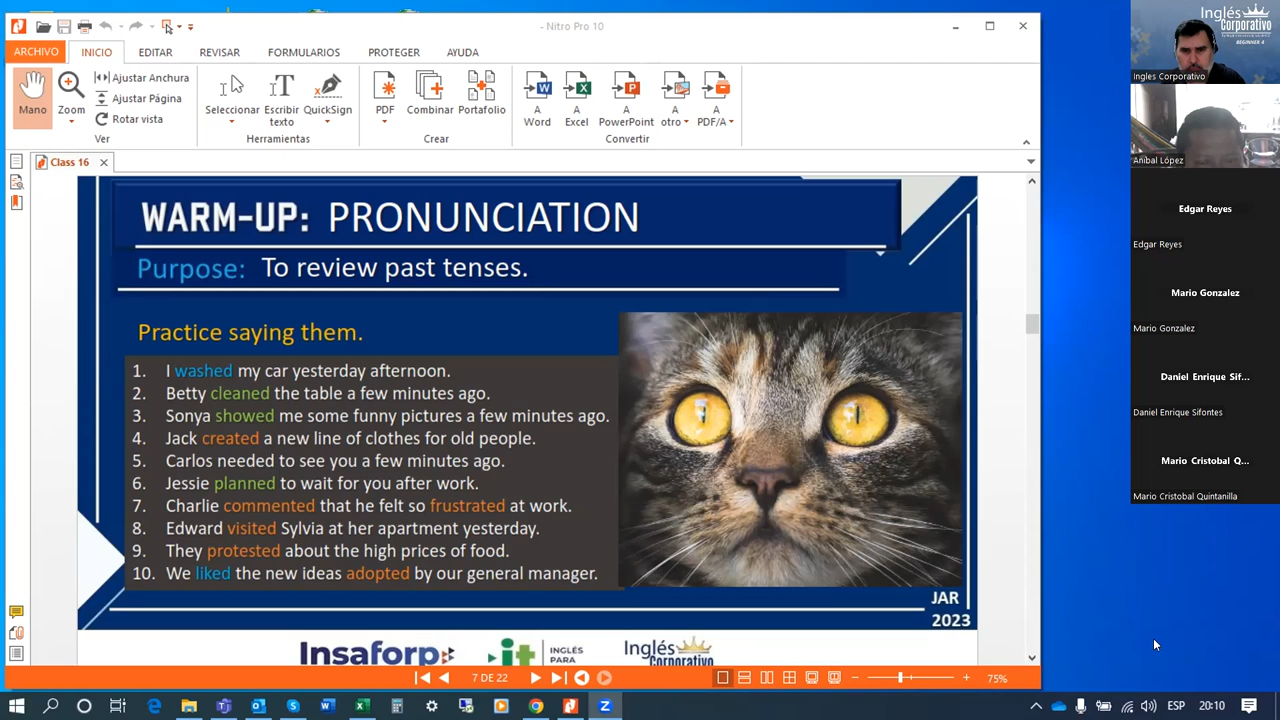 - Nitro Pro 10
ARCHIVO INICIO EDITAR REVISAR FORMULARIOS PROTEGER AYUDA
Mano
Zoom
Ajustar Anchura
Ajustar Página
Rotar vista
Ver
Seleccionar
Escribir texto
QuickSign
Herramientas
PDF
Combinar
Portafolio
Crear
A Word
A Excel
A PowerPoint
A otro
A PDF/A
Convertir
Class 16
WARM-UP: PRONUNCIATION
Purpose: To review past tenses.
Practice saying them.
1. I washed my car yesterday afternoon.
2. Betty cleaned the table a few minutes ago.
3. Sonya showed me some funny pictures a few minutes ago.
4. Jack created a new line of clothes for old people.
5. Carlos needed to see you a few minutes ago.
6. Jessie planned to wait for you after work.
7. Charlie commented that he felt so frustrated at work.
8. Edward visited Sylvia at her apartment yesterday.
9. They protested about the high prices of food.
10. We liked the new ideas adopted by our general manager.
JAR
2023
Insaforp
it INGLÉS PARA
Inglés Corporativo
7 DE 22
75%
Inglés
Corporativo
BEGINNER 4
Ingles Corporativo
Aníbal López
Edgar Reyes
Edgar Reyes
Mario Gonzalez
Mario Gonzalez
Daniel Enrique Sif...
Daniel Enrique Sifontes
Mario Cristobal Q...
Mario Cristobal Quintanilla
ESP 20:10